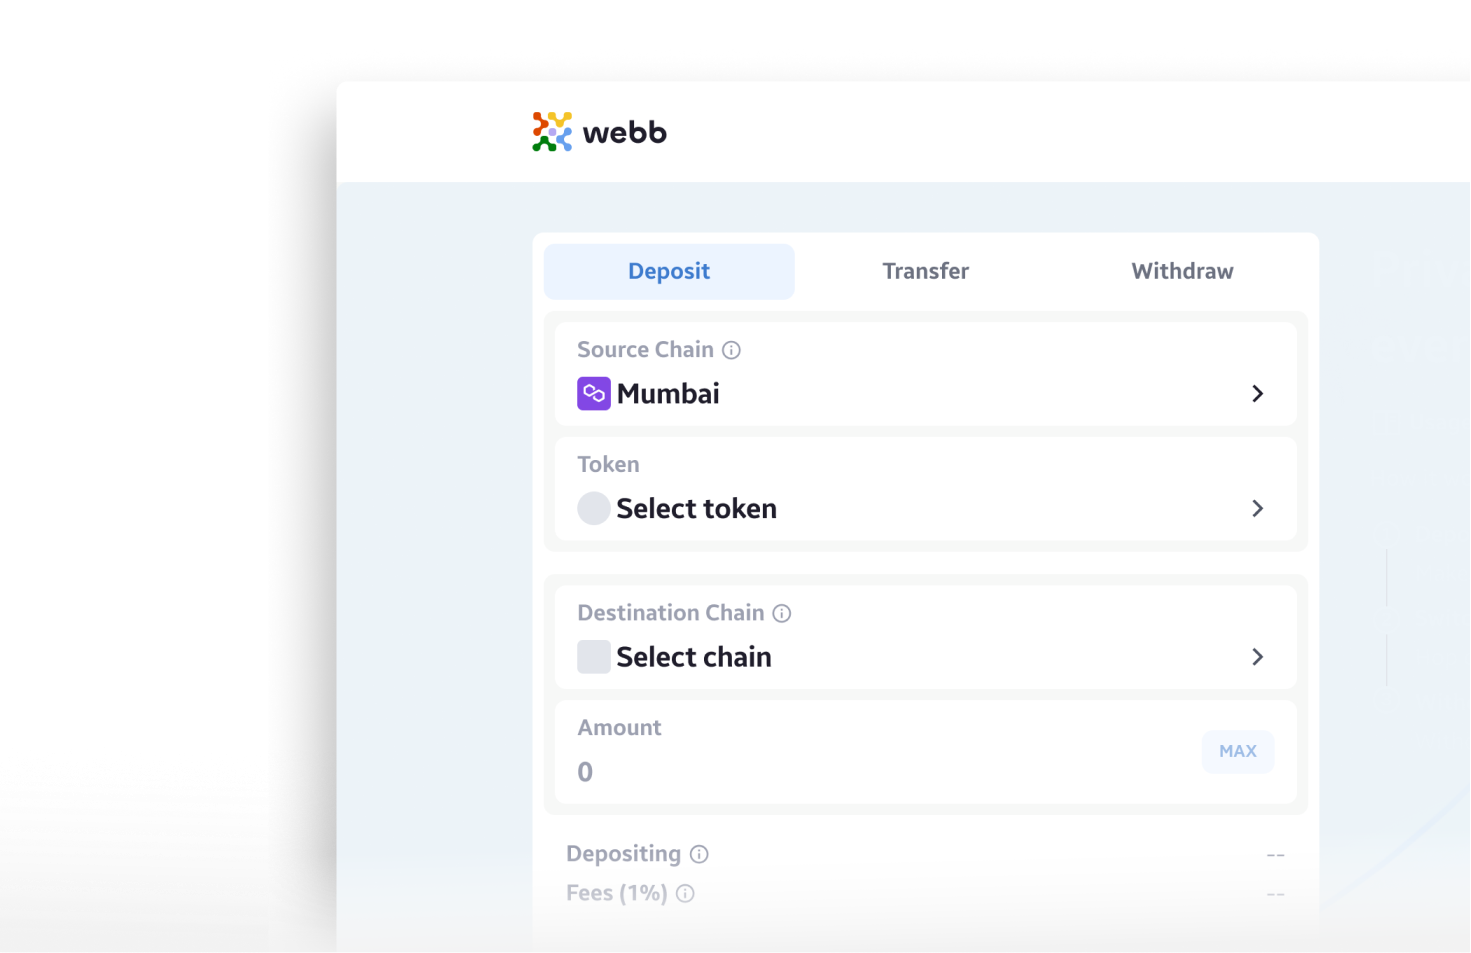 webb
Deposit Transfer Withdraw
Source Chain
Mumbai
Token
Select token
Destination Chain
Select chain
Amount
0
MAX
Depositing --
Fees (1%) --